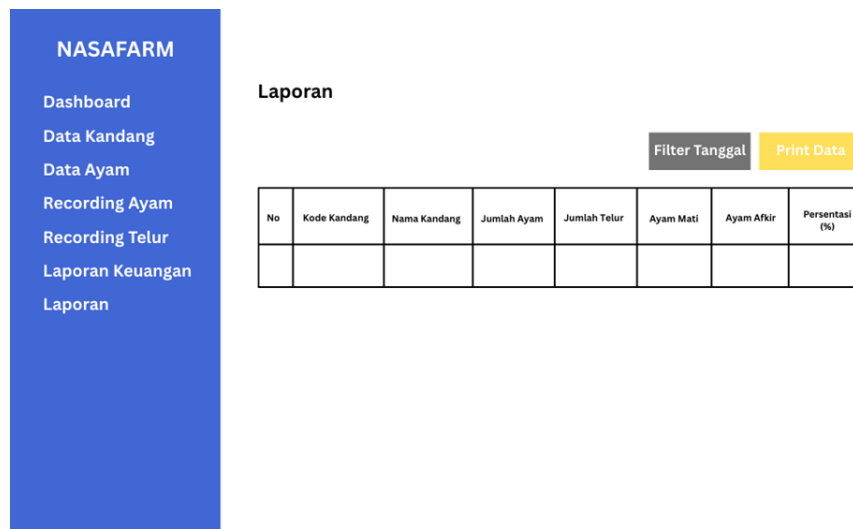 NASAFARM
Dashboard
Data Kandang
Data Ayam
Recording Ayam
Recording Telur
Laporan Keuangan
Laporan
Laporan
Filter Tanggal
Print Data
No
Kode Kandang
Nama Kandang
Jumlah Ayam
Jumlah Telur
Ayam Mati
Ayam Afkir
Persentasi
(%)